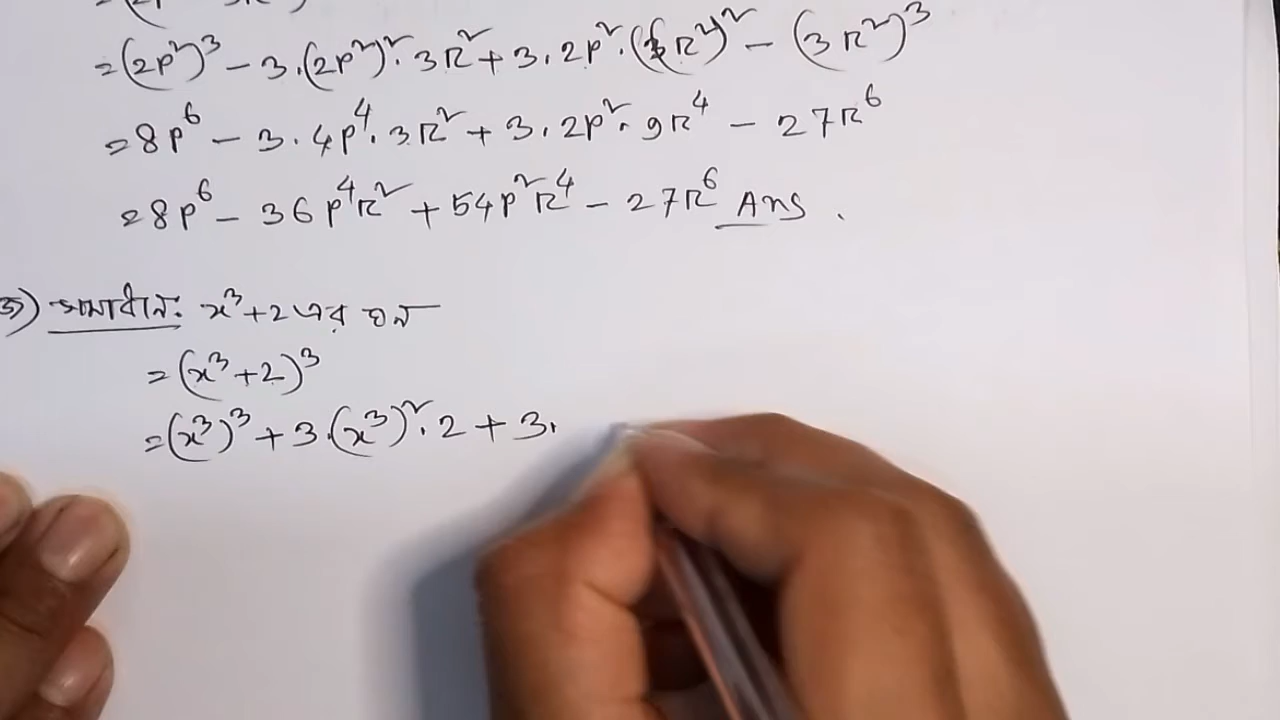 =(2p²)³ - 3.(2p²)².3r²+3.2p².(3r²)² - (3r²)³
=8p⁶ - 3.4p⁴.3r²+3.2p².9r⁴ - 27r⁶
=8p⁶ - 36p⁴r²+54p²r⁴ - 27r⁶ Ans.
জ) সমাধান: x³+2 এর ঘন
=(x³+2)³
=(x³)³+3.(x³)².2+3.